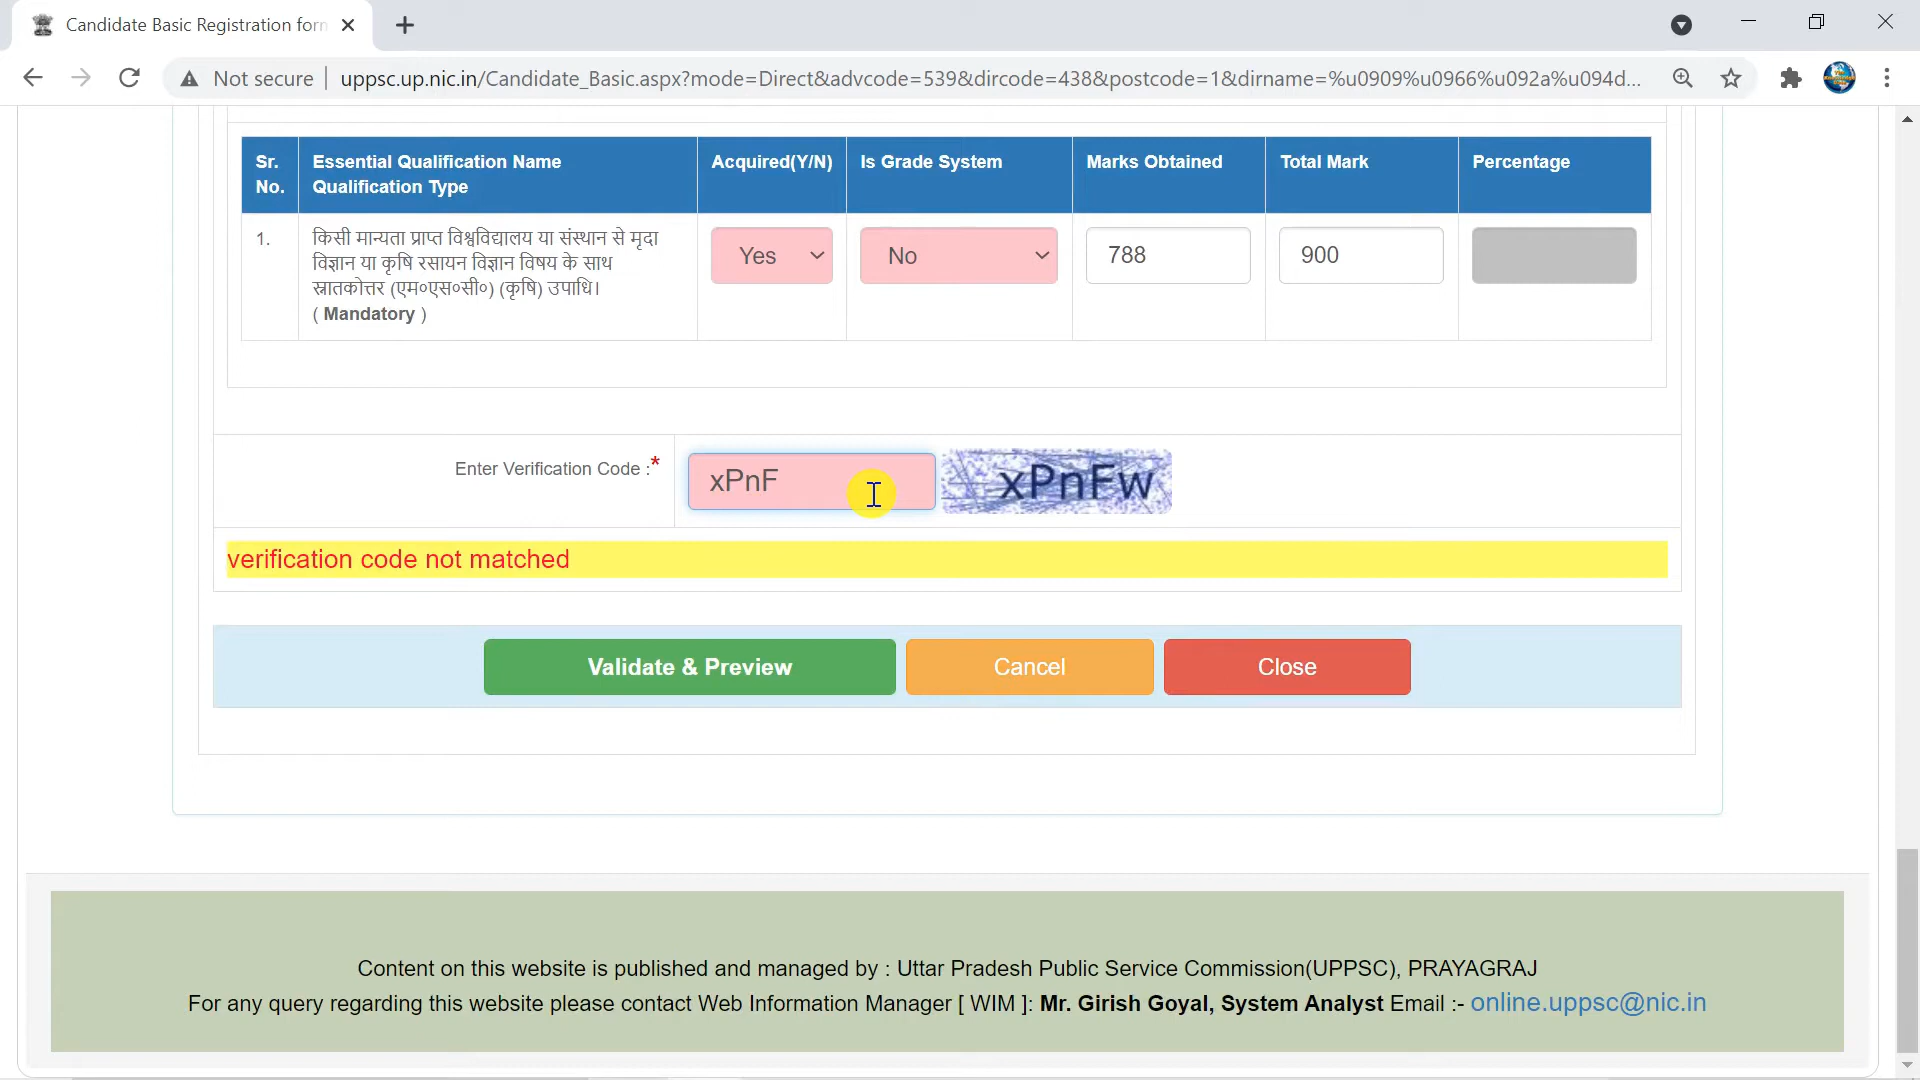 Candidate Basic Registration forn
Not secure
uppsc.up.nic.in/Candidate_Basic.aspx?mode=Direct&advcode=539&dircode=438&postcode=1&dirname=%u0909%u0966%u092a%u094d...
Sr. No.
Essential Qualification Name
Qualification Type
Acquired(Y/N)
Is Grade System
Marks Obtained
Total Mark
Percentage
1.
किसी मान्यता प्राप्त विश्वविद्यालय या संस्थान से मृदा
विज्ञान या कृषि रसायन विज्ञान विषय के साथ
स्नातकोत्तर (एम०एस०सी०) (कृषि) उपाधि।
( Mandatory )
Yes
No
788
900
Enter Verification Code :*
xPnF
xPnFw
verification code not matched
Validate & Preview
Cancel
Close
Content on this website is published and managed by : Uttar Pradesh Public Service Commission(UPPSC), PRAYAGRAJ
For any query regarding this website please contact Web Information Manager [ WIM ]: Mr. Girish Goyal, System Analyst Email :- online.uppsc@nic.in